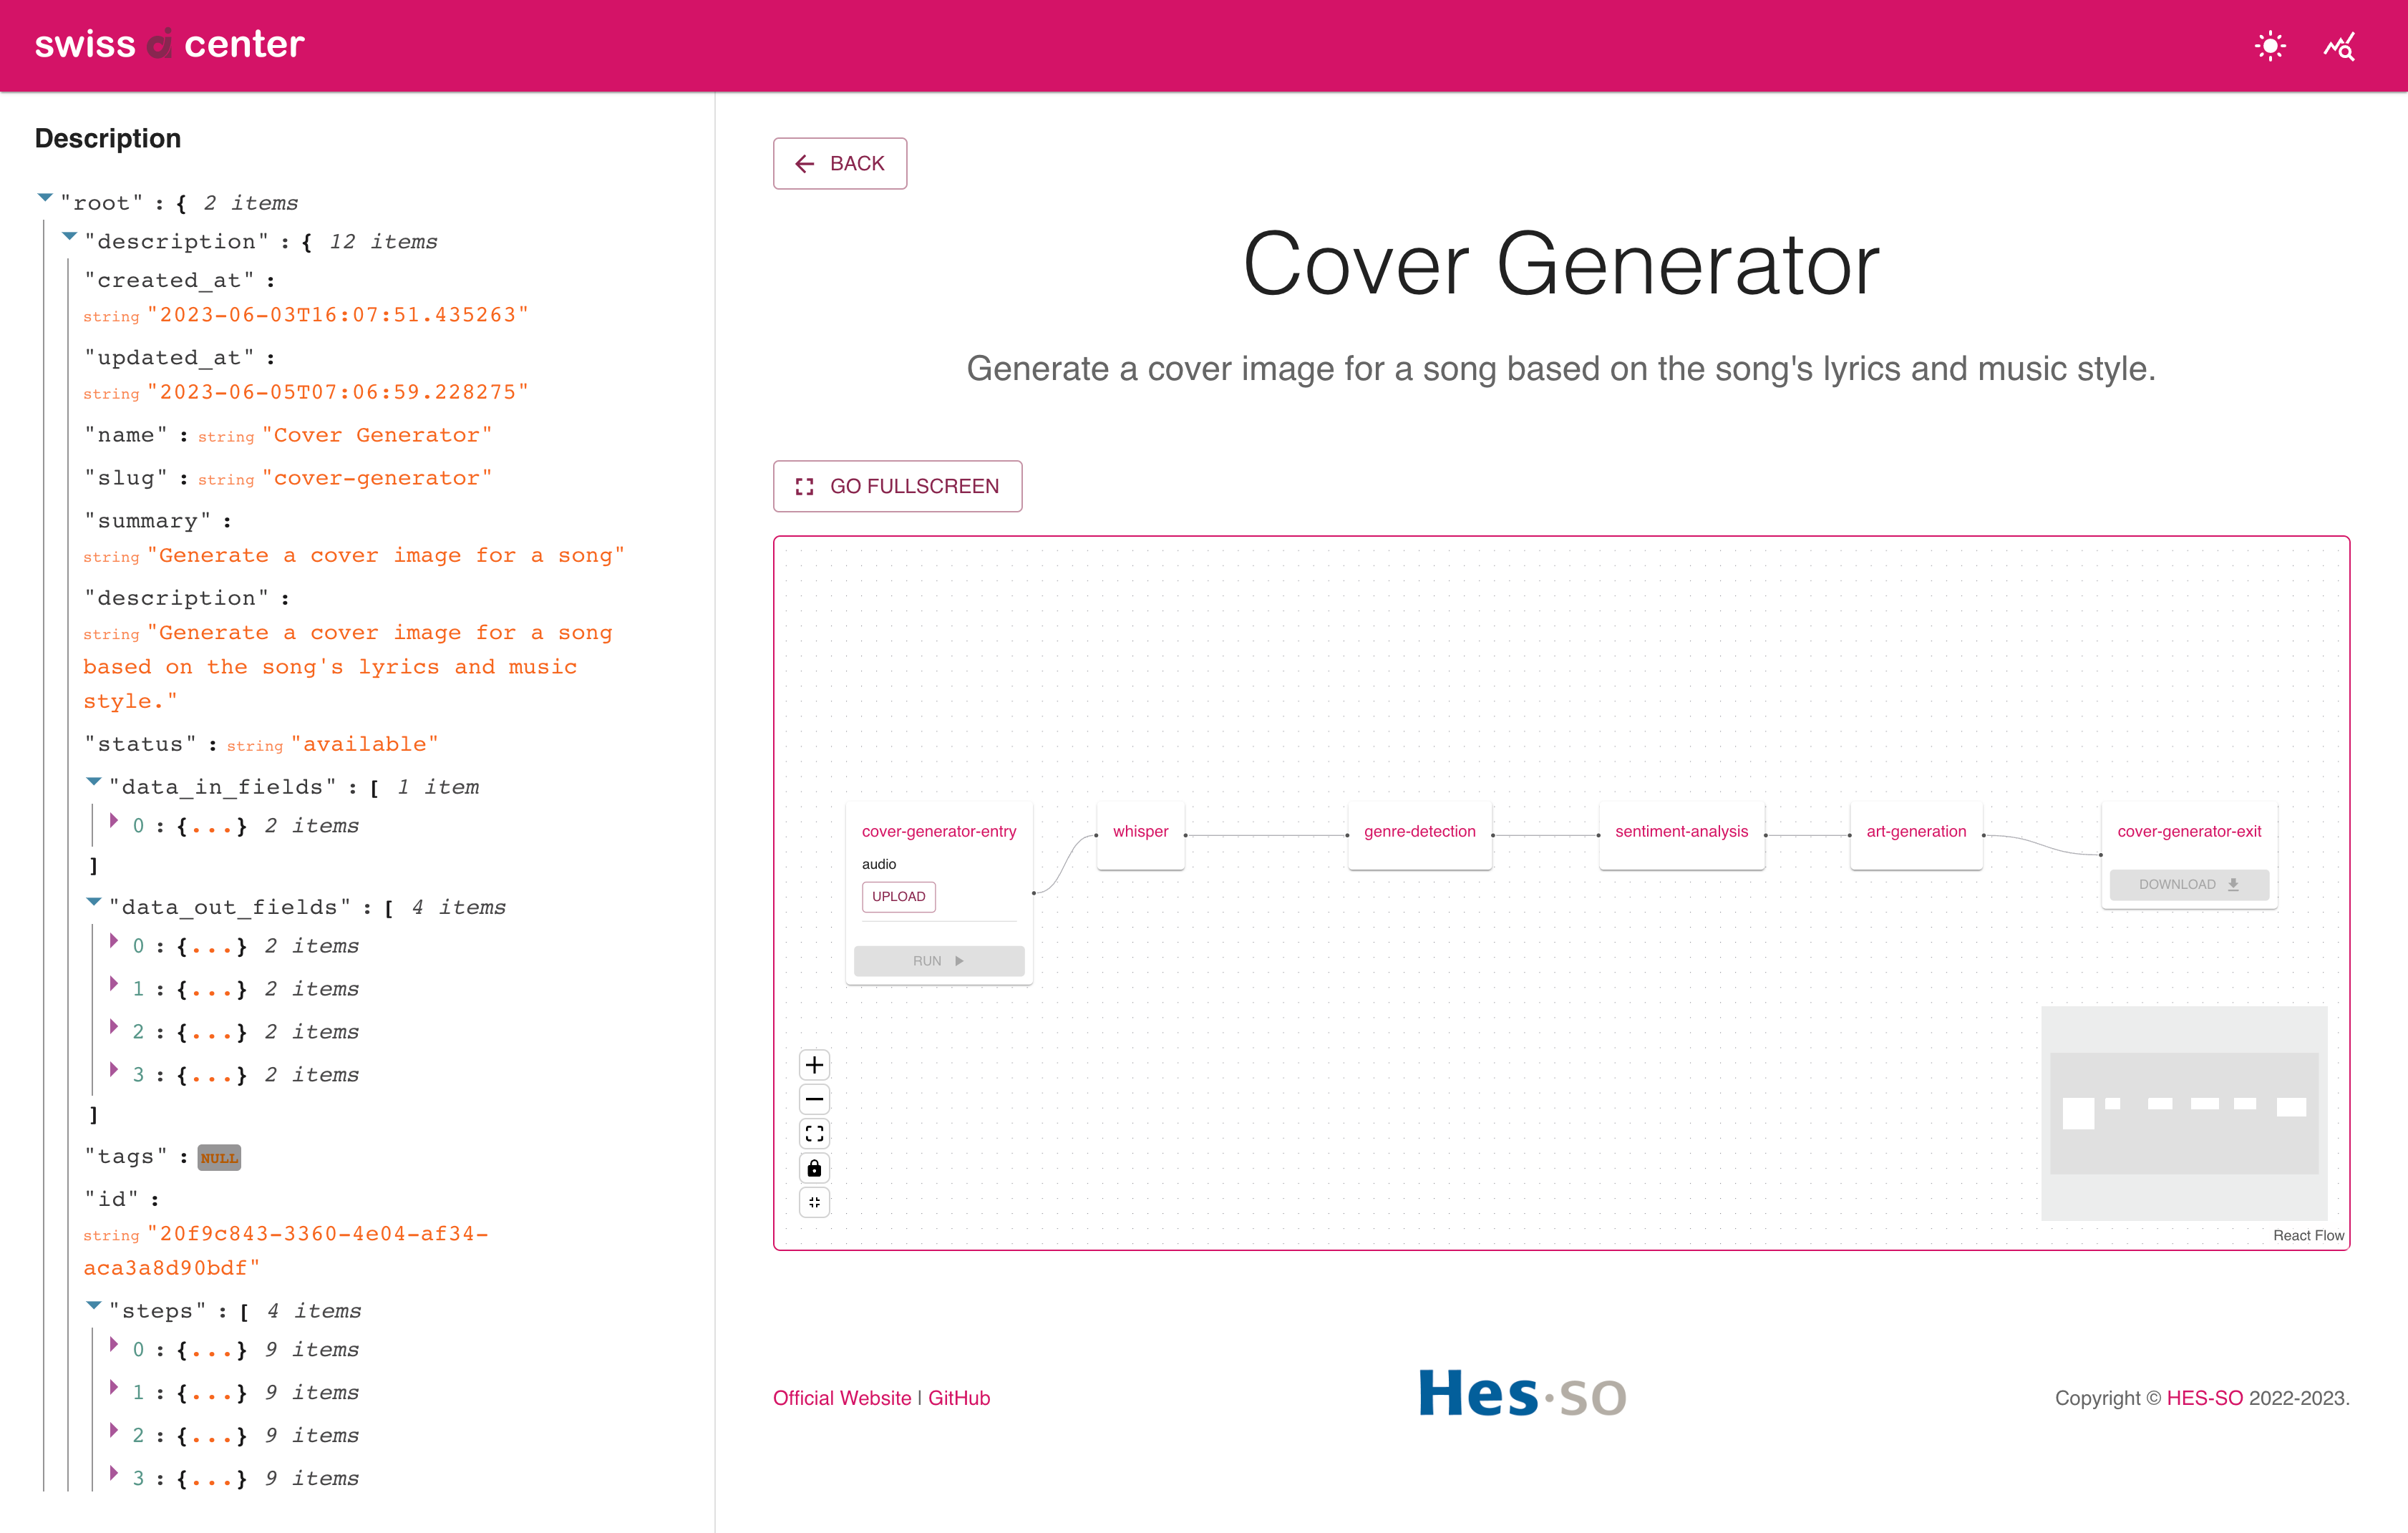 swiss ai center
Description
"root" : { 2 items
"description" : { 12 items
"created_at" :
string "2023-06-03T16:07:51.435263"
"updated_at" :
string "2023-06-05T07:06:59.228275"
"name" : string "Cover Generator"
"slug" : string "cover-generator"
"summary" :
string "Generate a cover image for a song"
"description" :
string "Generate a cover image for a song
based on the song's lyrics and music
style."
"status" : string "available"
"data_in_fields" : [ 1 item
0 : {...} 2 items
]
"data_out_fields" : [ 4 items
0 : {...} 2 items
1 : {...} 2 items
2 : {...} 2 items
3 : {...} 2 items
]
"tags" : NULL
"id" :
string "20f9c843-3360-4e04-af34-
aca3a8d90bdf"
"steps" : [ 4 items
0 : {...} 9 items
1 : {...} 9 items
2 : {...} 9 items
3 : {...} 9 items
BACK
Cover Generator
Generate a cover image for a song based on the song's lyrics and music style.
GO FULLSCREEN
cover-generator-entry
audio
UPLOAD
RUN
whisper
genre-detection
sentiment-analysis
art-generation
cover-generator-exit
DOWNLOAD
React Flow
Official Website | GitHub
Hes·so
Copyright © HES-SO 2022-2023.